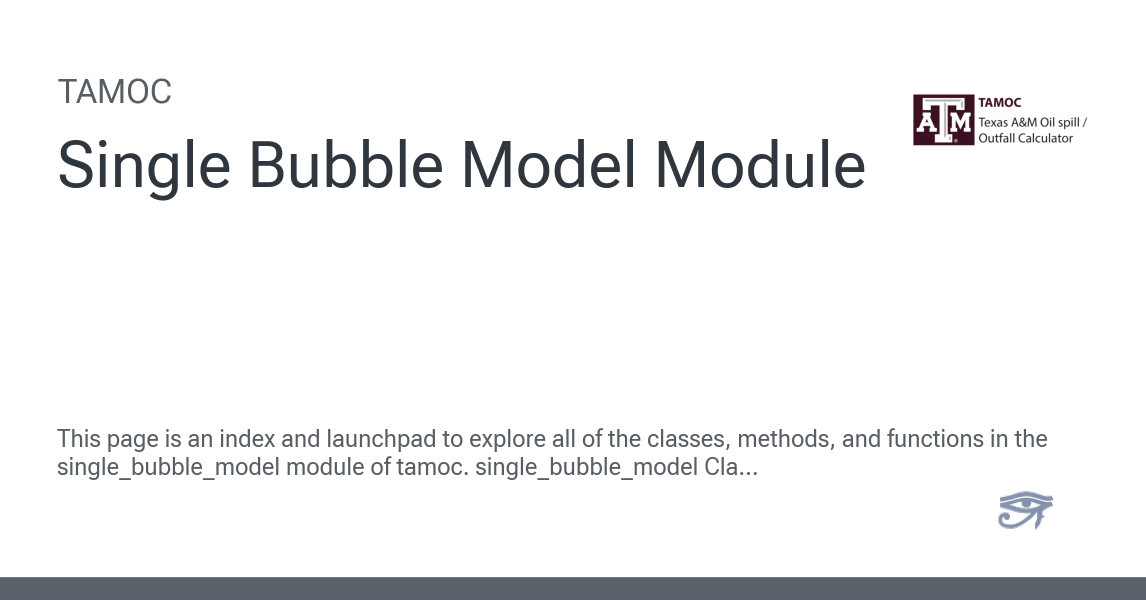 TAMOC
Single Bubble Model Module
ATM
TAMOC
Texas A&M Oil spill /
Outfall Calculator
This page is an index and launchpad to explore all of the classes, methods, and functions in the
single_bubble_model module of tamoc. single_bubble_model Cla...